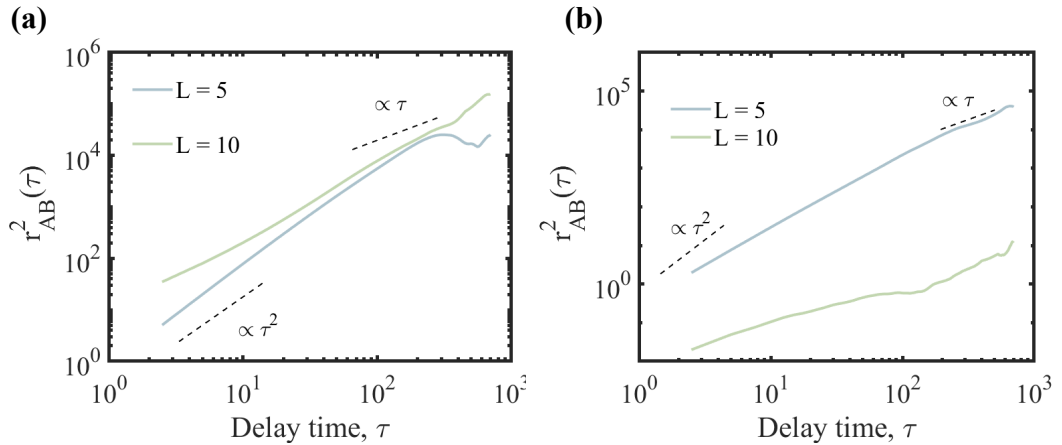 (a)
10^6
10^4
10^2
10^0
r^2_AB(τ)
L = 5
L = 10
∝ τ
∝ τ^2
10^0 10^1 10^2 10^3
Delay time, τ
(b)
10^5
10^0
r^2_AB(τ)
L = 5
L = 10
∝ τ
∝ τ^2
10^0 10^1 10^2 10^3
Delay time, τ